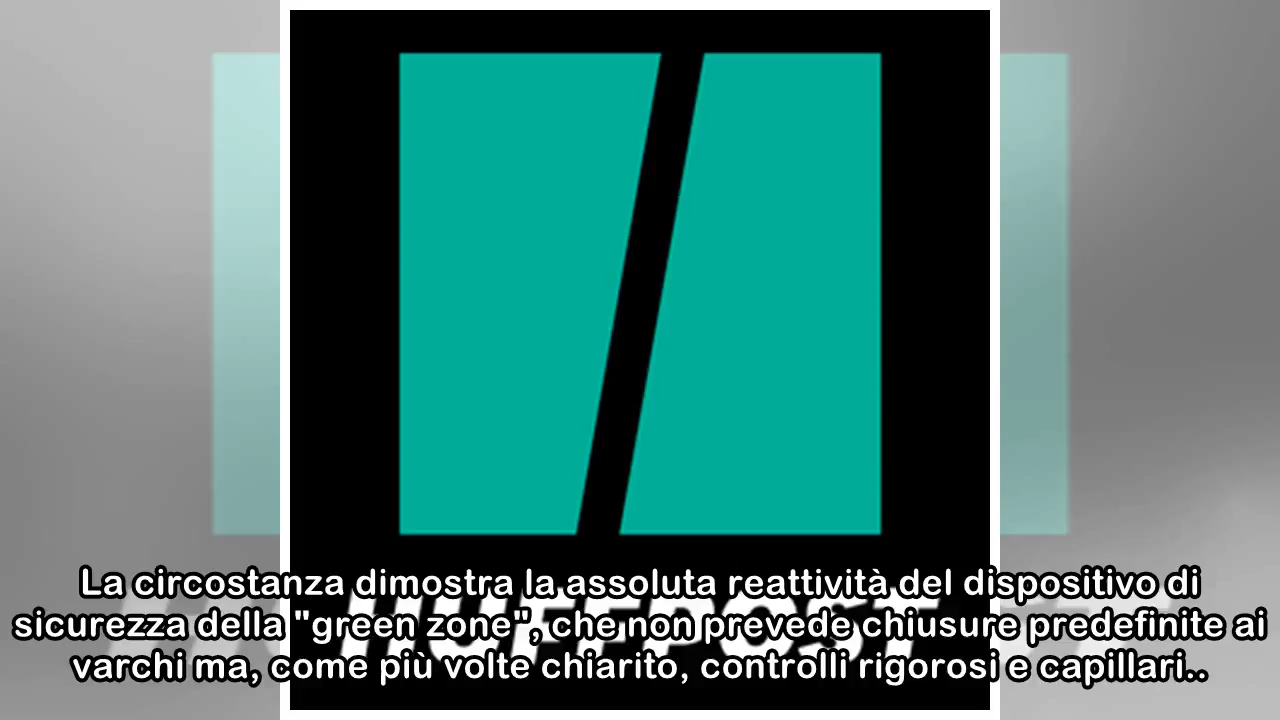 La circostanza dimostra la assoluta reattività del dispositivo di
sicurezza della "green zone", che non prevede chiusure predefinite ai
varchi ma, come più volte chiarito, controlli rigorosi e capillari..
HUFFPOST